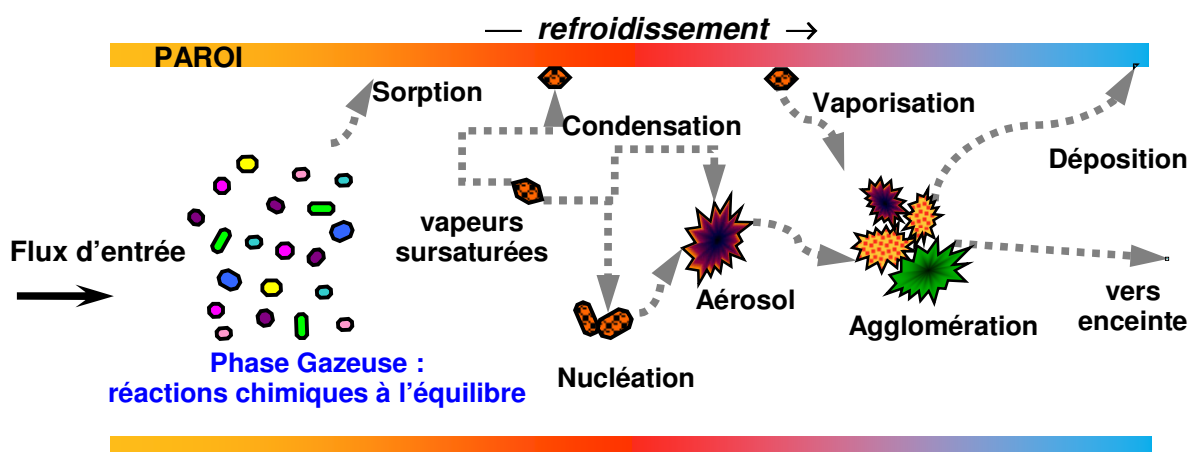 — refroidissement →
PAROI
Sorption
Condensation
Vaporisation
Déposition
vapeurs
sursaturées
Flux d'entrée
Aérosol
Agglomération
vers
enceinte
Nucléation
Phase Gazeuse :
réactions chimiques à l'équilibre